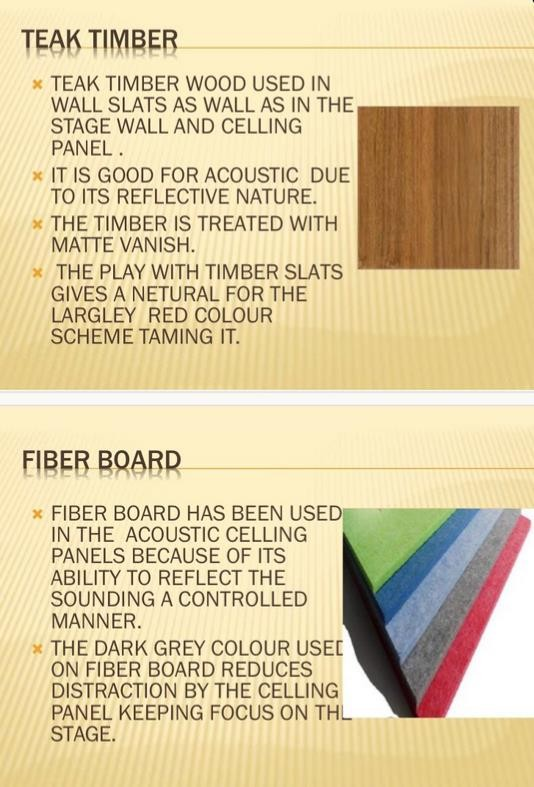 TEAK TIMBER
TEAK TIMBER WOOD USED IN
WALL SLATS AS WALL AS IN THE
STAGE WALL AND CELLING
PANEL .
IT IS GOOD FOR ACOUSTIC DUE
TO ITS REFLECTIVE NATURE.
THE TIMBER IS TREATED WITH
MATTE VANISH.
THE PLAY WITH TIMBER SLATS
GIVES A NETURAL FOR THE
LARGLEY RED COLOUR
SCHEME TAMING IT.
FIBER BOARD
FIBER BOARD HAS BEEN USED
IN THE ACOUSTIC CELLING
PANELS BECAUSE OF ITS
ABILITY TO REFLECT THE
SOUNDING A CONTROLLED
MANNER.
THE DARK GREY COLOUR USED
ON FIBER BOARD REDUCES
DISTRACTION BY THE CELLING
PANEL KEEPING FOCUS ON THE
STAGE.